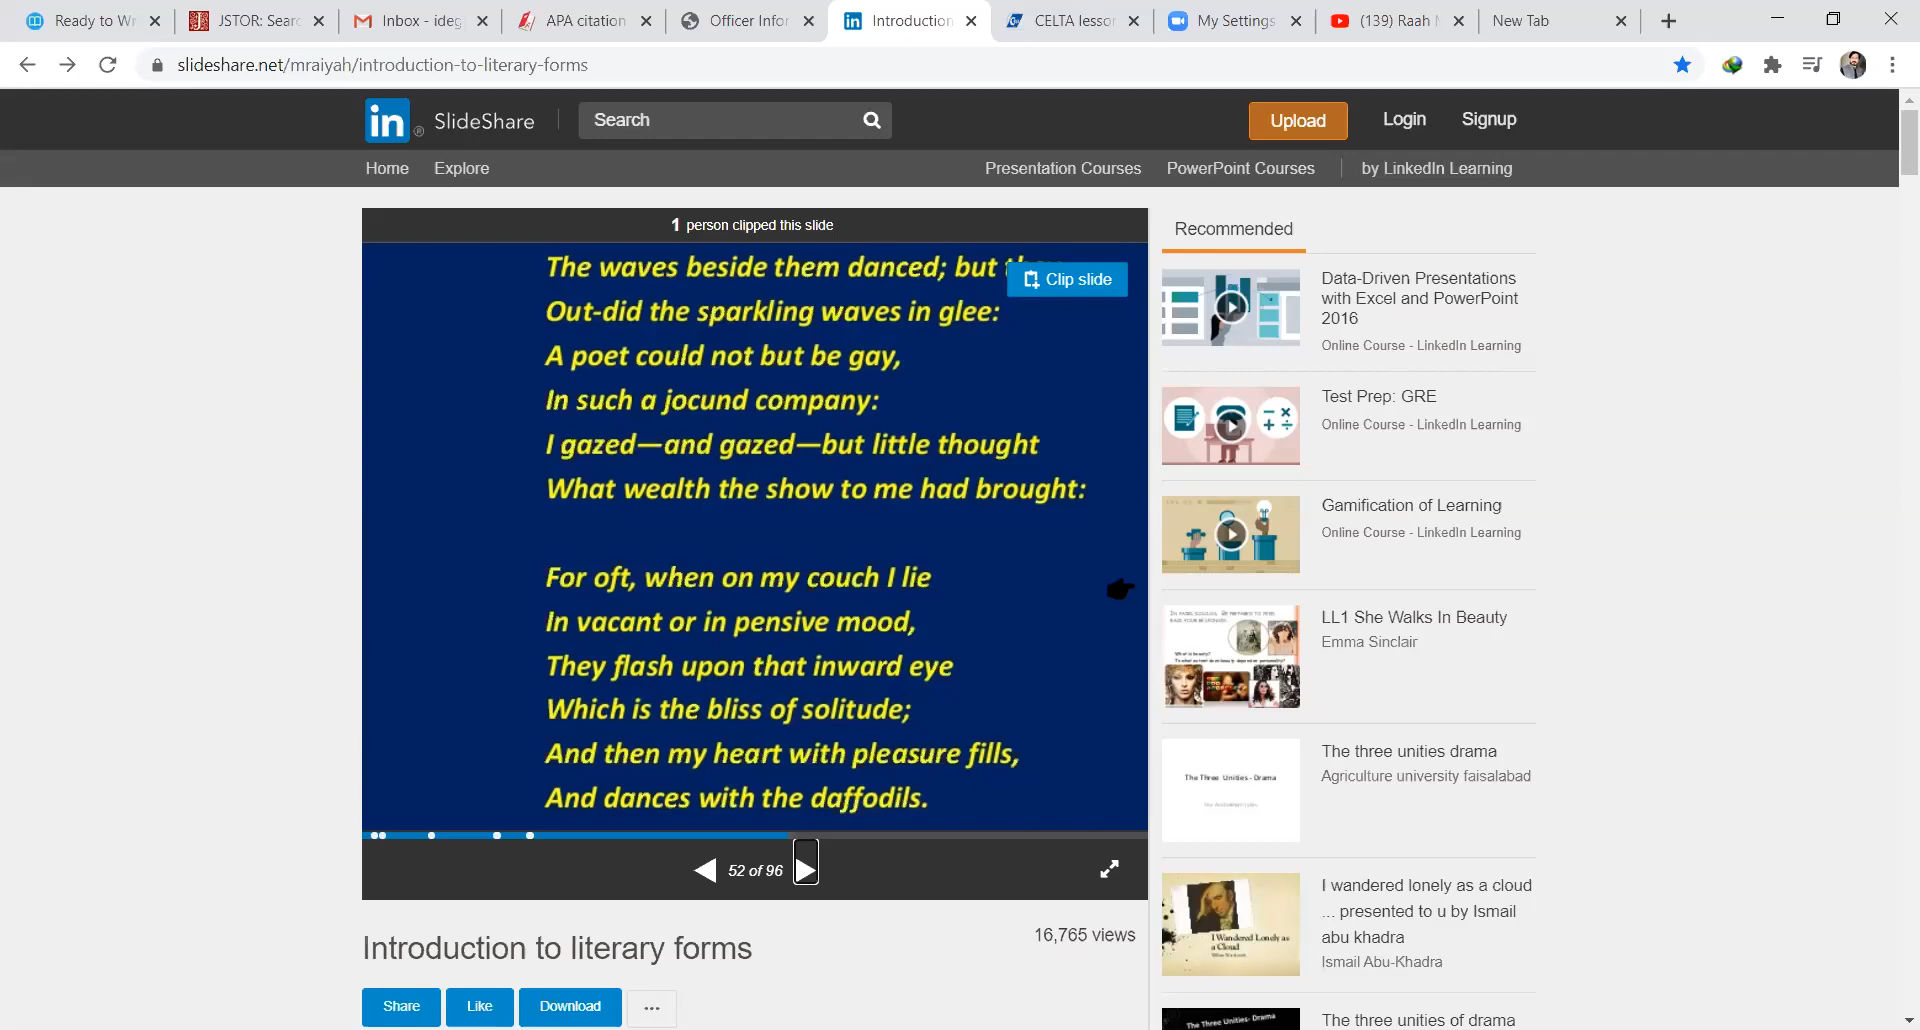 Ready to Wr
JSTOR: Searc
Inbox - ideg
APA citation
Officer Infor
Introduction
CELTA lessor
My Settings
(139) Raah
New Tab
slideshare.net/mraiyah/introduction-to-literary-forms
in® SlideShare
Search
Upload
Login
Signup
Home
Explore
Presentation Courses
PowerPoint Courses
by LinkedIn Learning
1 person clipped this slide
The waves beside them danced; but
Clip slide
Out-did the sparkling waves in glee:
A poet could not but be gay,
In such a jocund company:
I gazed—and gazed—but little thought
What wealth the show to me had brought:
For oft, when on my couch I lie
In vacant or in pensive mood,
They flash upon that inward eye
Which is the bliss of solitude;
And then my heart with pleasure fills,
And dances with the daffodils.
52 of 96
Introduction to literary forms
16,765 views
Share
Like
Download
...
Recommended
Data-Driven Presentations
with Excel and PowerPoint
2016
Online Course - LinkedIn Learning
Test Prep: GRE
Online Course - LinkedIn Learning
Gamification of Learning
Online Course - LinkedIn Learning
LL1 She Walks In Beauty
Emma Sinclair
The Three Unities - Drama
The three unities drama
Agriculture university faisalabad
I Wandered Lonely as
a Cloud
I wandered lonely as a cloud
... presented to u by Ismail
abu khadra
Ismail Abu-Khadra
The Three Unities- Drama
The three unities of drama